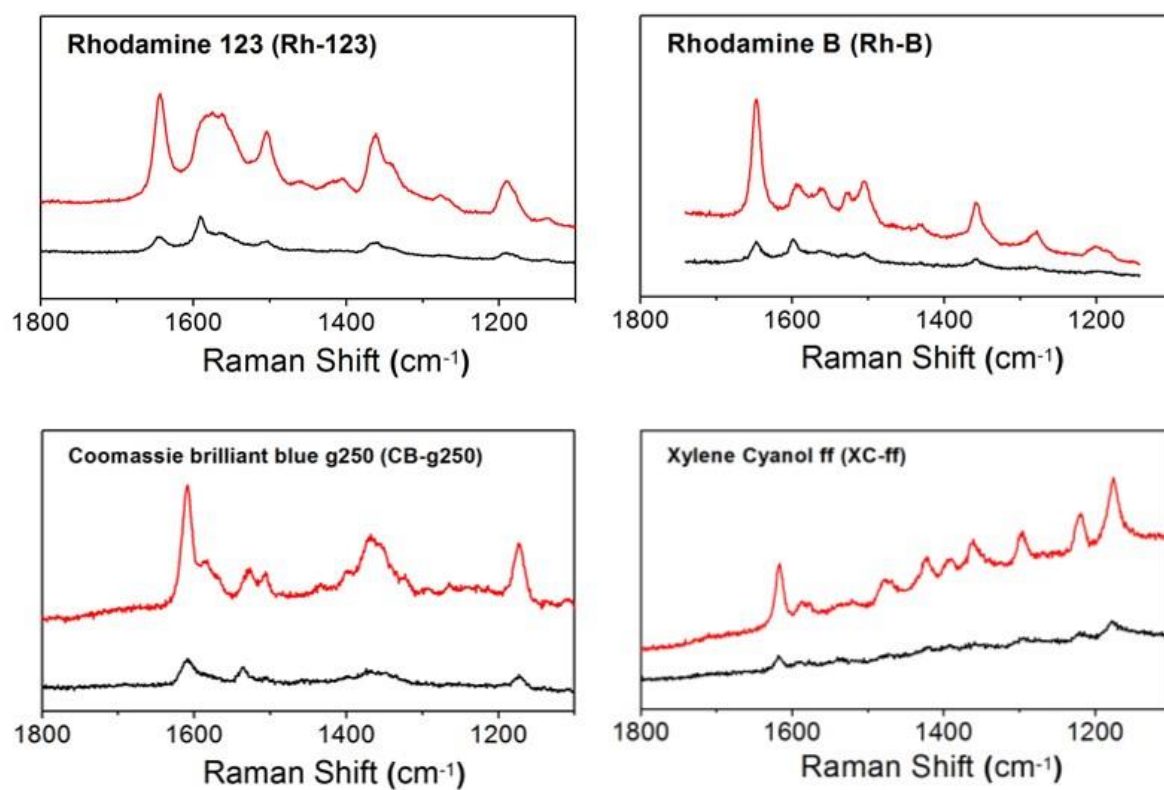 Rhodamine 123 (Rh-123)
1800 1600 1400 1200
Raman Shift (cm-1)
Rhodamine B (Rh-B)
1800 1600 1400 1200
Raman Shift (cm-1)
Coomassie brilliant blue g250 (CB-g250)
1800 1600 1400 1200
Raman Shift (cm-1)
Xylene Cyanol ff (XC-ff)
1800 1600 1400 1200
Raman Shift (cm-1)